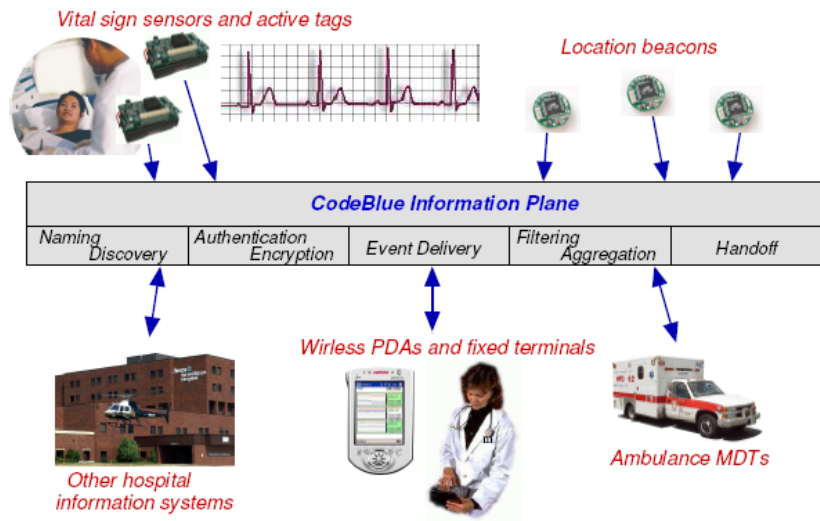 Vital sign sensors and active tags
Location beacons
CodeBlue Information Plane
Naming
Discovery
Authentication
Encryption
Event Delivery
Filtering
Aggregation
Handoff
Wirless PDAs and fixed terminals
Other hospital
information systems
Ambulance MDTs